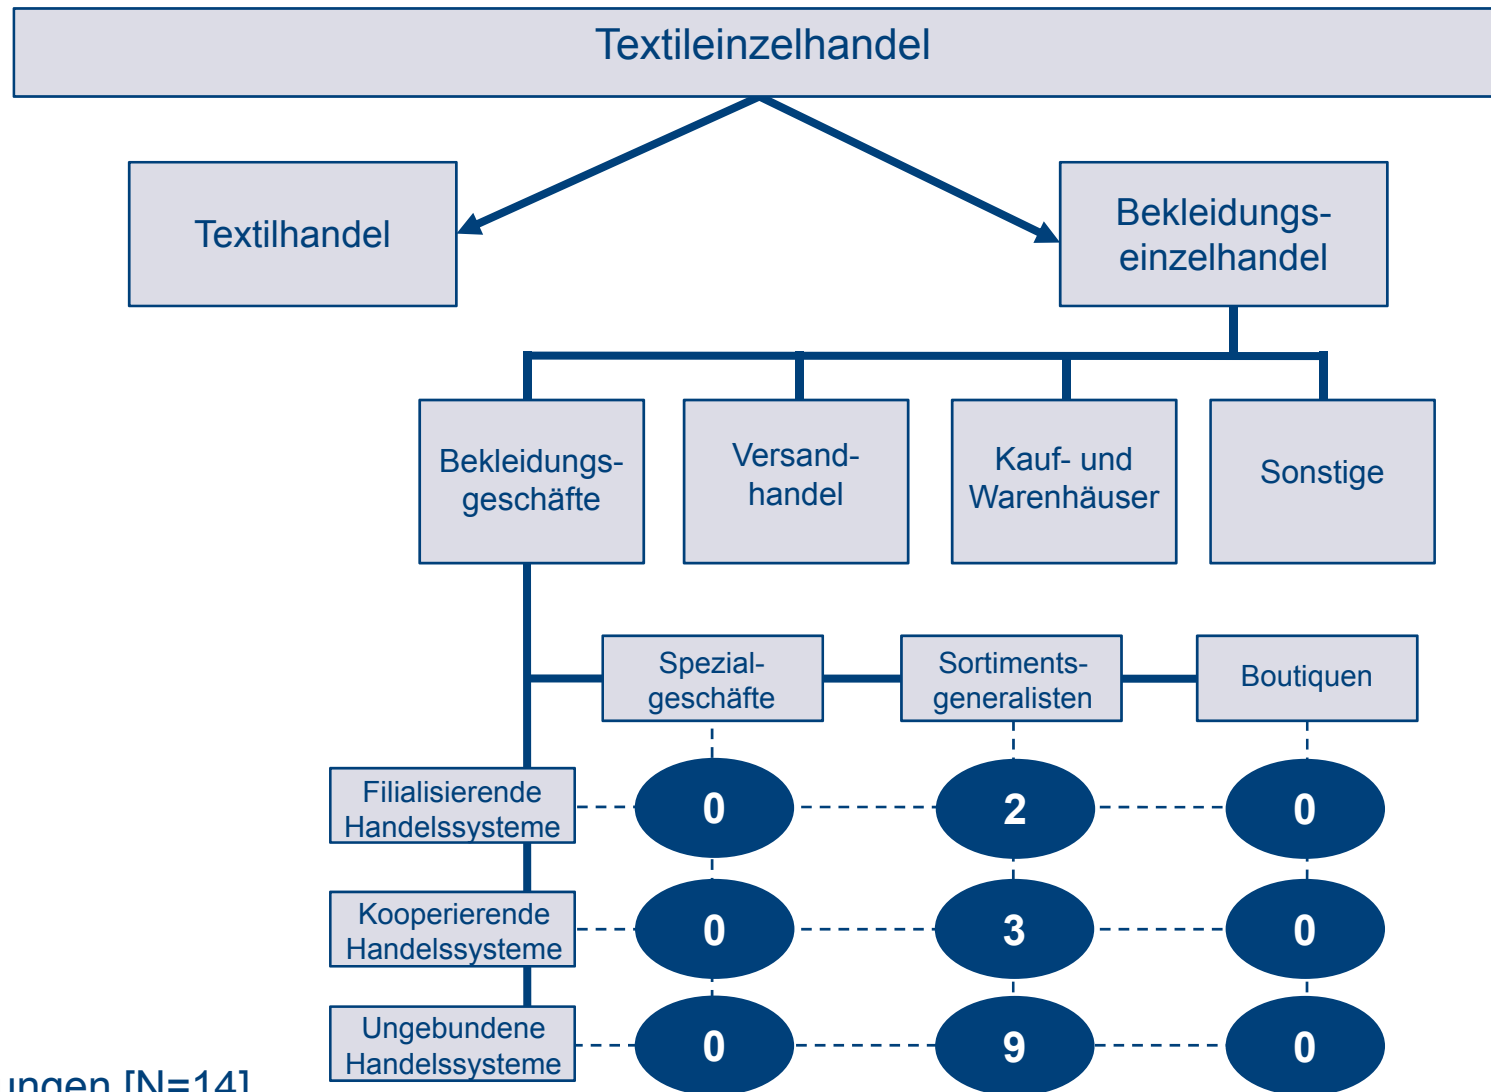 Textileinzelhandel
Textilhandel
Bekleidungs-
einzelhandel
Bekleidungs-
geschäfte
Versand-
handel
Kauf- und
Warenhäuser
Sonstige
Spezial-
geschäfte
Sortiments-
generalisten
Boutiquen
Filialisierende
Handelssysteme
0
2
0
Kooperierende
Handelssysteme
0
3
0
Ungebundene
Handelssysteme
0
9
0
[N=14]